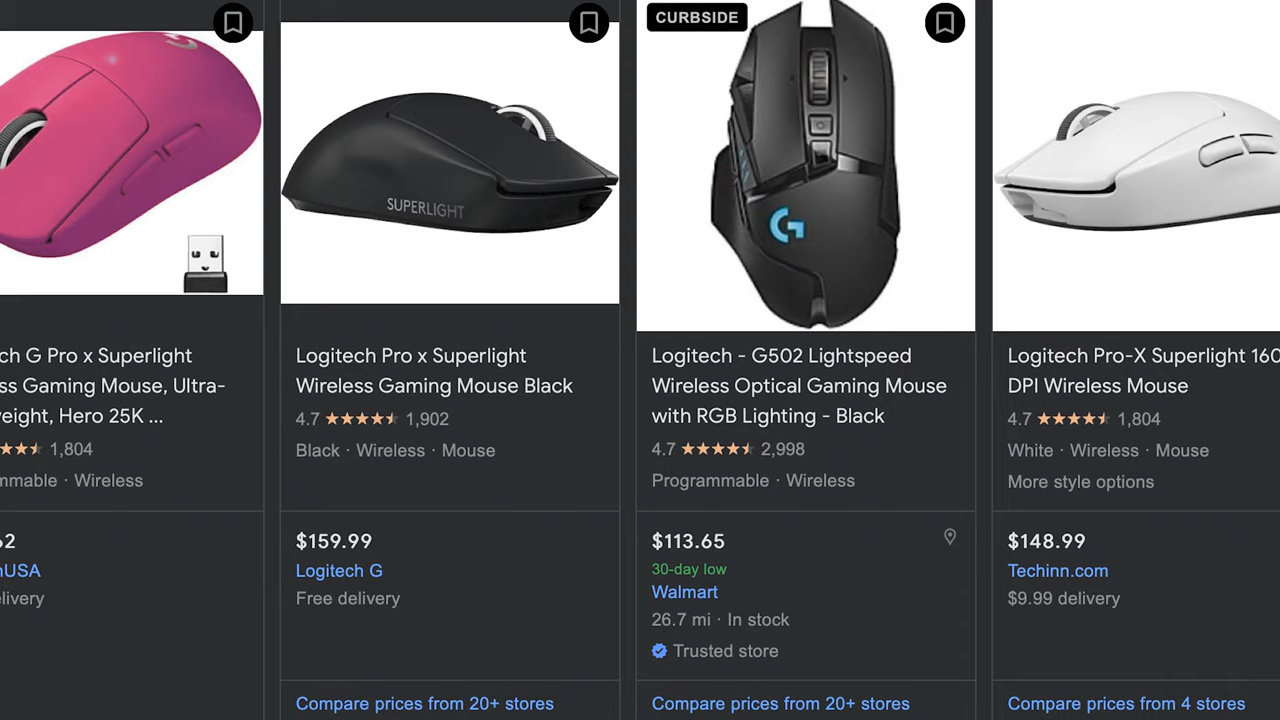 ch G Pro x Superlight
ss Gaming Mouse, Ultra-
eight, Hero 25K ...
1,804
mmable · Wireless
62
nUSA
elivery
SUPERLIGHT
Logitech Pro x Superlight
Wireless Gaming Mouse Black
4.7 1,902
Black · Wireless · Mouse
$159.99
Logitech G
Free delivery
Compare prices from 20+ stores
CURBSIDE
Logitech - G502 Lightspeed
Wireless Optical Gaming Mouse
with RGB Lighting - Black
4.7 2,998
Programmable · Wireless
$113.65
30-day low
Walmart
26.7 mi · In stock
Trusted store
Compare prices from 20+ stores
Logitech Pro-X Superlight 160
DPI Wireless Mouse
4.7 1,804
White · Wireless · Mouse
More style options
$148.99
Techinn.com
$9.99 delivery
Compare prices from 4 stores